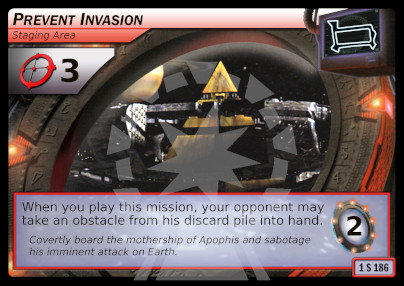 PREVENT INVASION
Staging Area
3
When you play this mission, your opponent may
take an obstacle from his discard pile into hand.
2
Covertly board the mothership of Apophis and sabotage
his imminent attack on Earth.
1 S 186